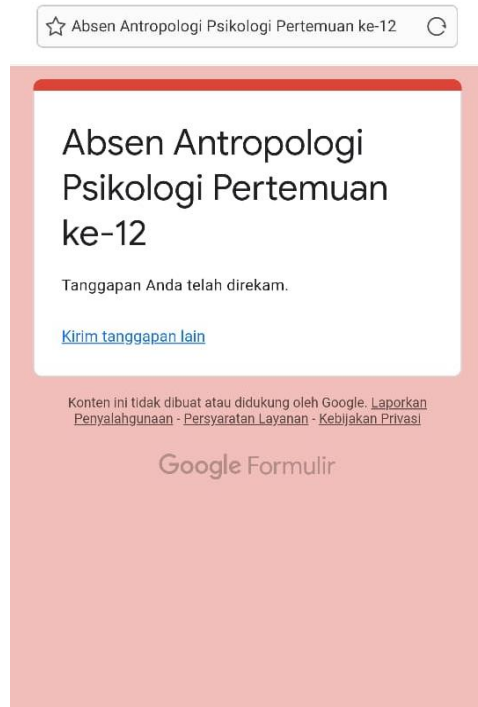 Absen Antropologi Psikologi Pertemuan ke-12
Absen Antropologi
Psikologi Pertemuan
ke-12
Tanggapan Anda telah direkam.
Kirim tanggapan lain
Konten ini tidak dibuat atau didukung oleh Google. Laporkan
Penyalahgunaan - Persyaratan Layanan - Kebijakan Privasi
Google Formulir